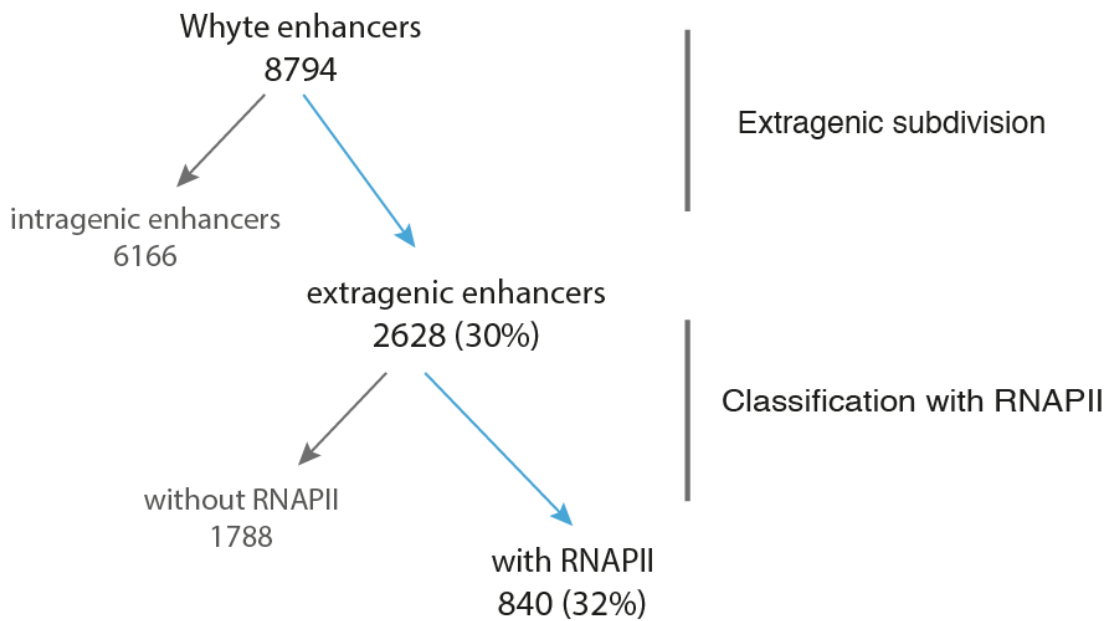 Whyte enhancers
8794
Extragenic subdivision
intragenic enhancers
6166
extragenic enhancers
2628 (30%)
Classification with RNAPII
without RNAPII
1788
with RNAPII
840 (32%)